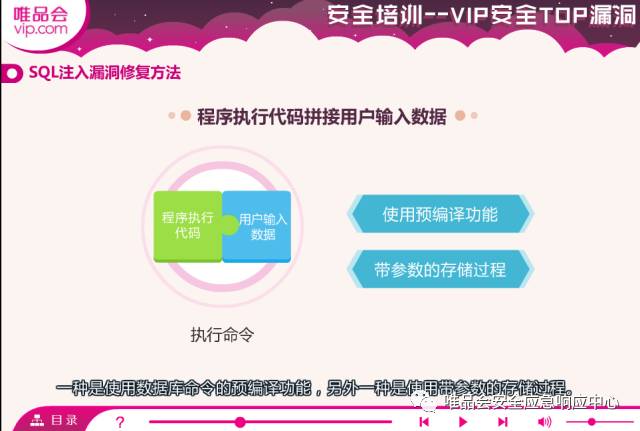 唯品会
vip.com
安全培训--VIP安全TOP漏洞
SQL注入漏洞修复方法
程序执行代码拼接用户输入数据
程序执行
代码
用户输入
数据
使用预编译功能
带参数的存储过程
执行命令
一种是使用数据库命令的预编译功能，另外一种是使用带参数的存储过程。
唯品会安全应急响应中心
目录
?